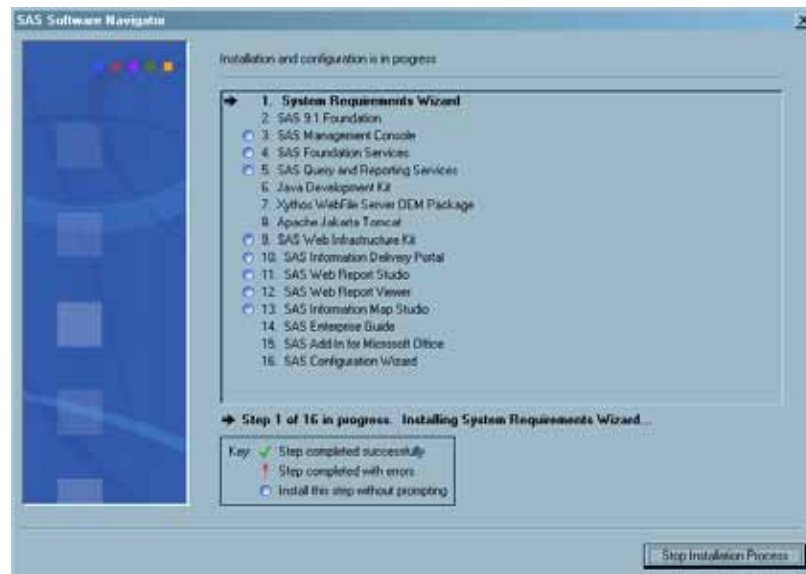 SAS Software Navigator
Installation and configuration is in progress
1. System Requirements Wizard
2. SAS 9.1 Foundation
3. SAS Management Console
4. SAS Foundation Services
5. SAS Query and Reporting Services
6. Java Development Kit
7. Xythos WebFile Server OEM Package
8. Apache Jakarta Tomcat
9. SAS Web Infrastructure Kit
10. SAS Information Delivery Portal
11. SAS Web Report Studio
12. SAS Web Report Viewer
13. SAS Information Map Studio
14. SAS Enterprise Guide
15. SAS Add-In for Microsoft Office
16. SAS Configuration Wizard
Step 1 of 16 in progress. Installing System Requirements Wizard...
Key: Step completed successfully
Step completed with errors
Install this step without prompting
Stop Installation Process